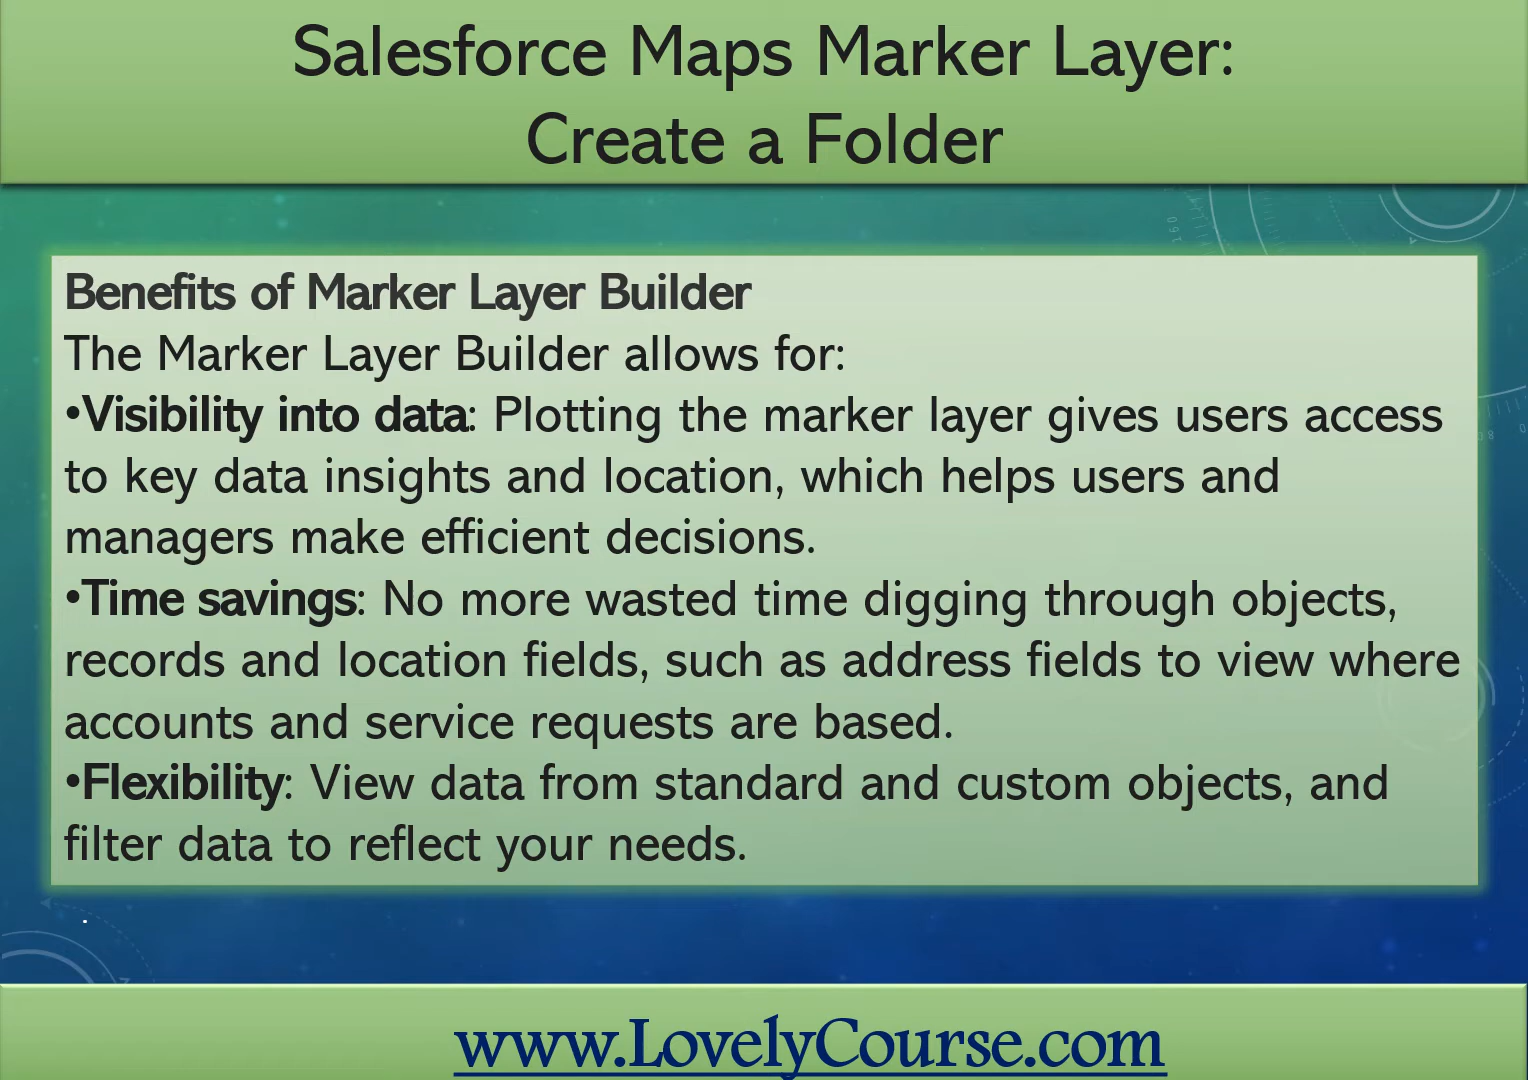 Salesforce Maps Marker Layer:
Create a Folder
Benefits of Marker Layer Builder
The Marker Layer Builder allows for:
•Visibility into data: Plotting the marker layer gives users access
to key data insights and location, which helps users and
managers make efficient decisions.
•Time savings: No more wasted time digging through objects,
records and location fields, such as address fields to view where
accounts and service requests are based.
•Flexibility: View data from standard and custom objects, and
filter data to reflect your needs.
.
www.LovelyCourse.com